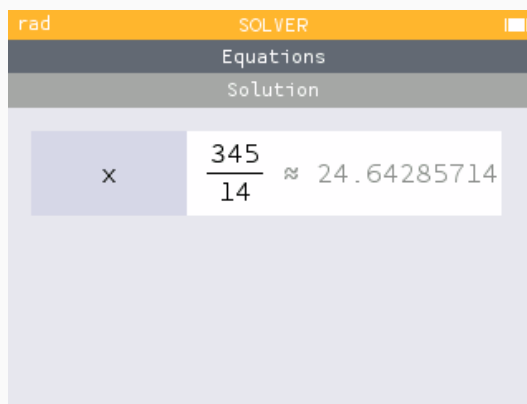 rad SOLVER
Equations
Solution
x 345/14 ≈ 24.64285714